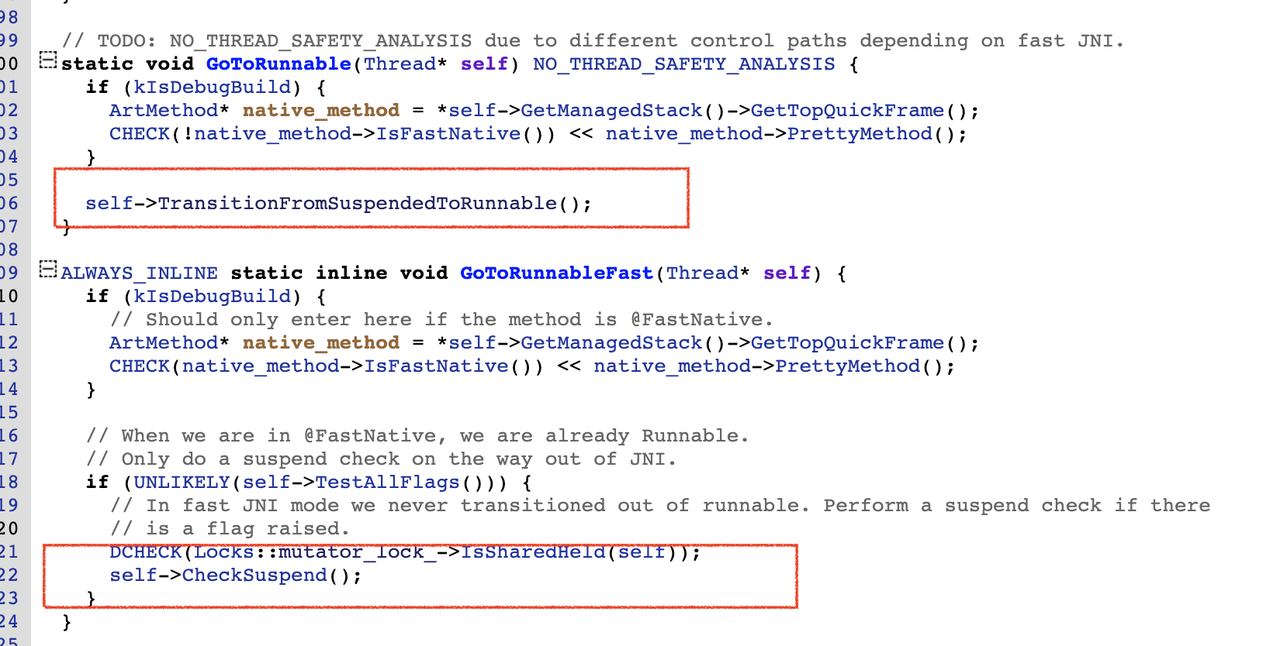 98
99 // TODO: NO_THREAD_SAFETY_ANALYSIS due to different control paths depending on fast JNI.
00 static void GoToRunnable(Thread* self) NO_THREAD_SAFETY_ANALYSIS {
01 if (kIsDebugBuild) {
02 ArtMethod* native_method = *self->GetManagedStack()->GetTopQuickFrame();
03 CHECK(!native_method->IsFastNative()) << native_method->PrettyMethod();
04 }
05
06 self->TransitionFromSuspendedToRunnable();
07 }
08
09 ALWAYS_INLINE static inline void GoToRunnableFast(Thread* self) {
10 if (kIsDebugBuild) {
11 // Should only enter here if the method is @FastNative.
12 ArtMethod* native_method = *self->GetManagedStack()->GetTopQuickFrame();
13 CHECK(native_method->IsFastNative()) << native_method->PrettyMethod();
14 }
15
16 // When we are in @FastNative, we are already Runnable.
17 // Only do a suspend check on the way out of JNI.
18 if (UNLIKELY(self->TestAllFlags())) {
19 // In fast JNI mode we never transitioned out of runnable. Perform a suspend check if there
20 // is a flag raised.
21 DCHECK(Locks::mutator_lock_->IsSharedHeld(self));
22 self->CheckSuspend();
23 }
24 }
25